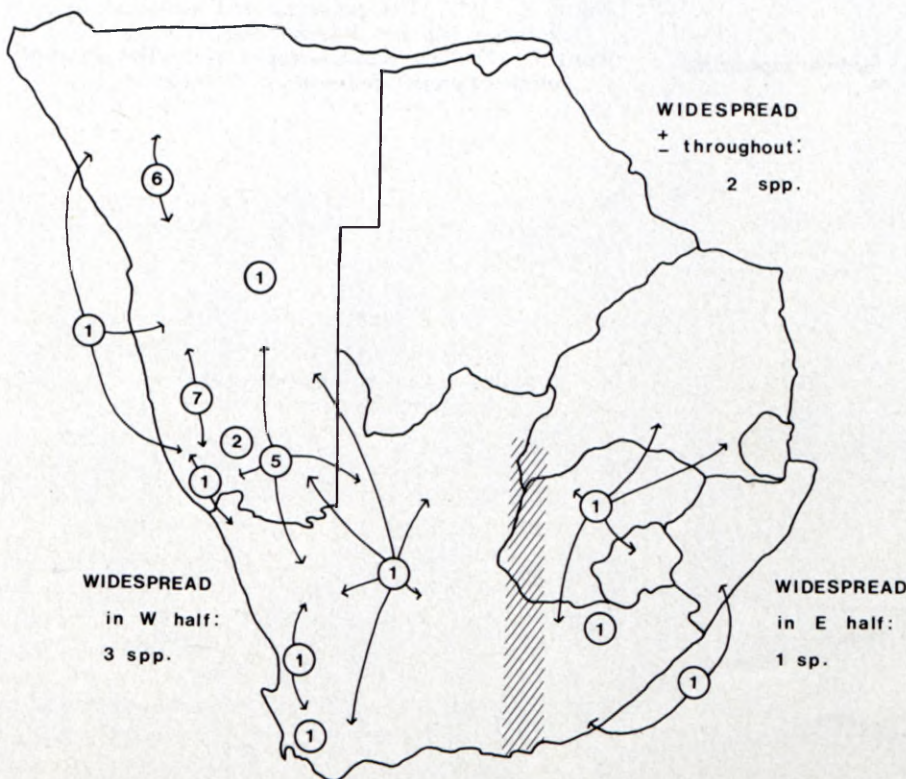 WIDESPREAD
± throughout:
2 spp.
6
1
1
7
2
5
1
1
1
WIDESPREAD
in W half:
3 spp.
WIDESPREAD
in E half:
1 sp.
1
1
1
1